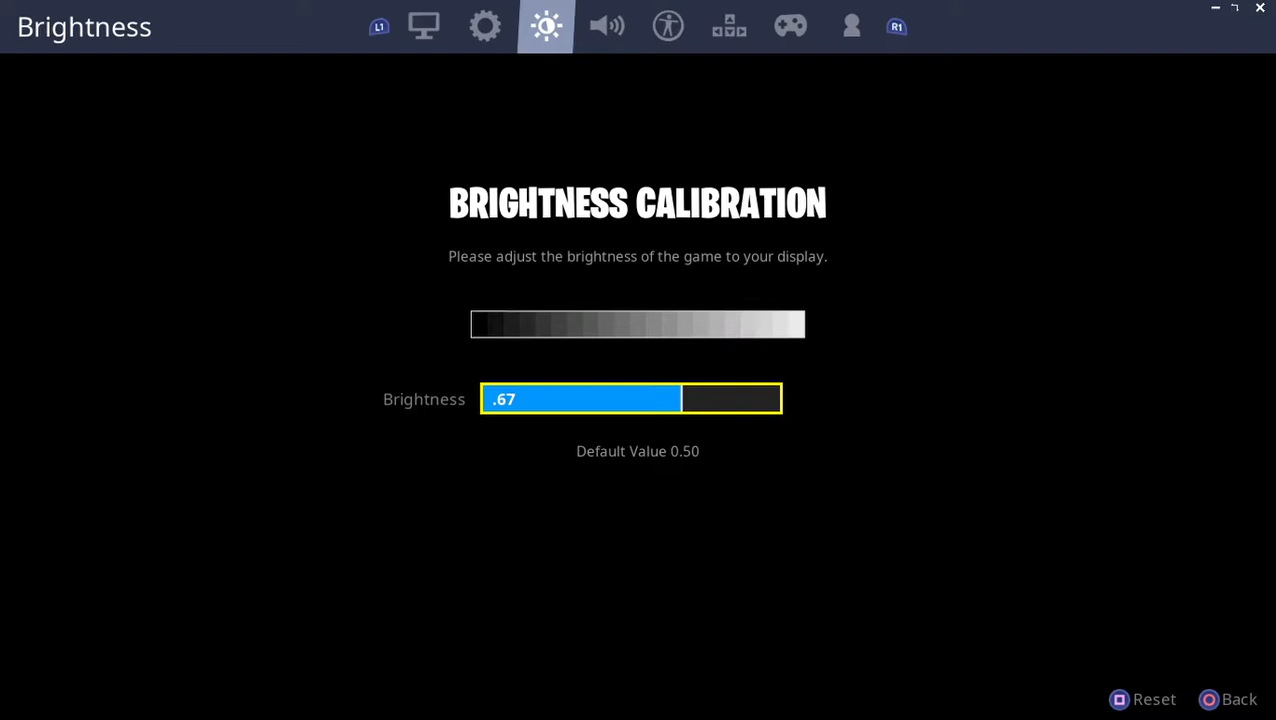 Brightness
L1
R1
BRIGHTNESS CALIBRATION
Please adjust the brightness of the game to your display.
Brightness .67
Default Value 0.50
Reset Back